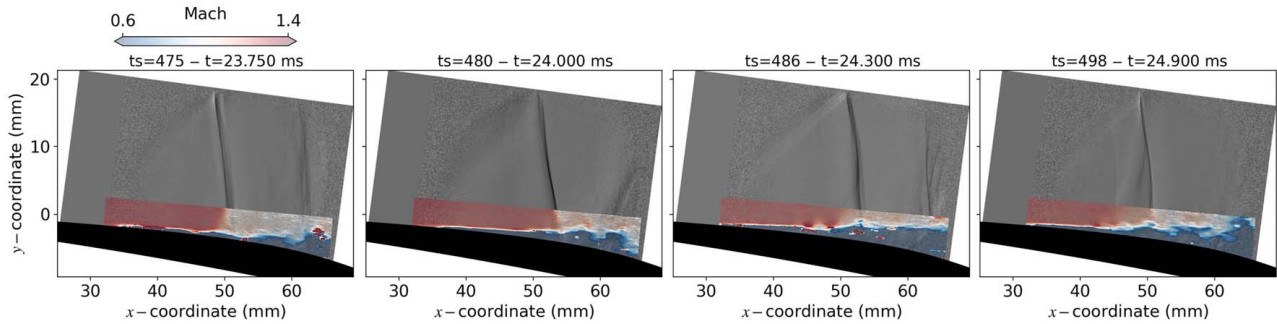 Mach
0.6 1.4
ts=475 − t=23.750 ms ts=480 − t=24.000 ms ts=486 − t=24.300 ms ts=498 − t=24.900 ms
20
10
0
y−coordinate (mm)
30 40 50 60 30 40 50 60 30 40 50 60 30 40 50 60
x−coordinate (mm) x−coordinate (mm) x−coordinate (mm) x−coordinate (mm)